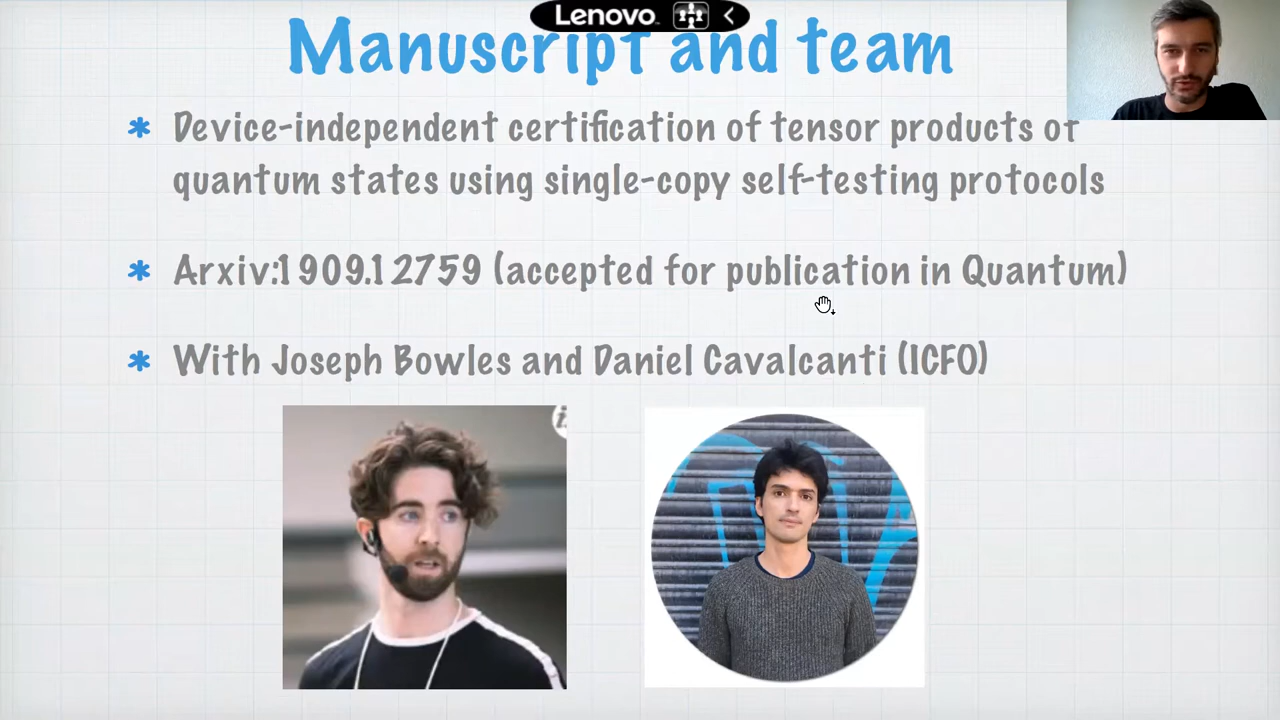 Lenovo
Manuscript and team
Device-independent certification of tensor products of
quantum states using single-copy self-testing protocols
Arxiv:1909.12759 (accepted for publication in Quantum)
With Joseph Bowles and Daniel Cavalcanti (ICFO)